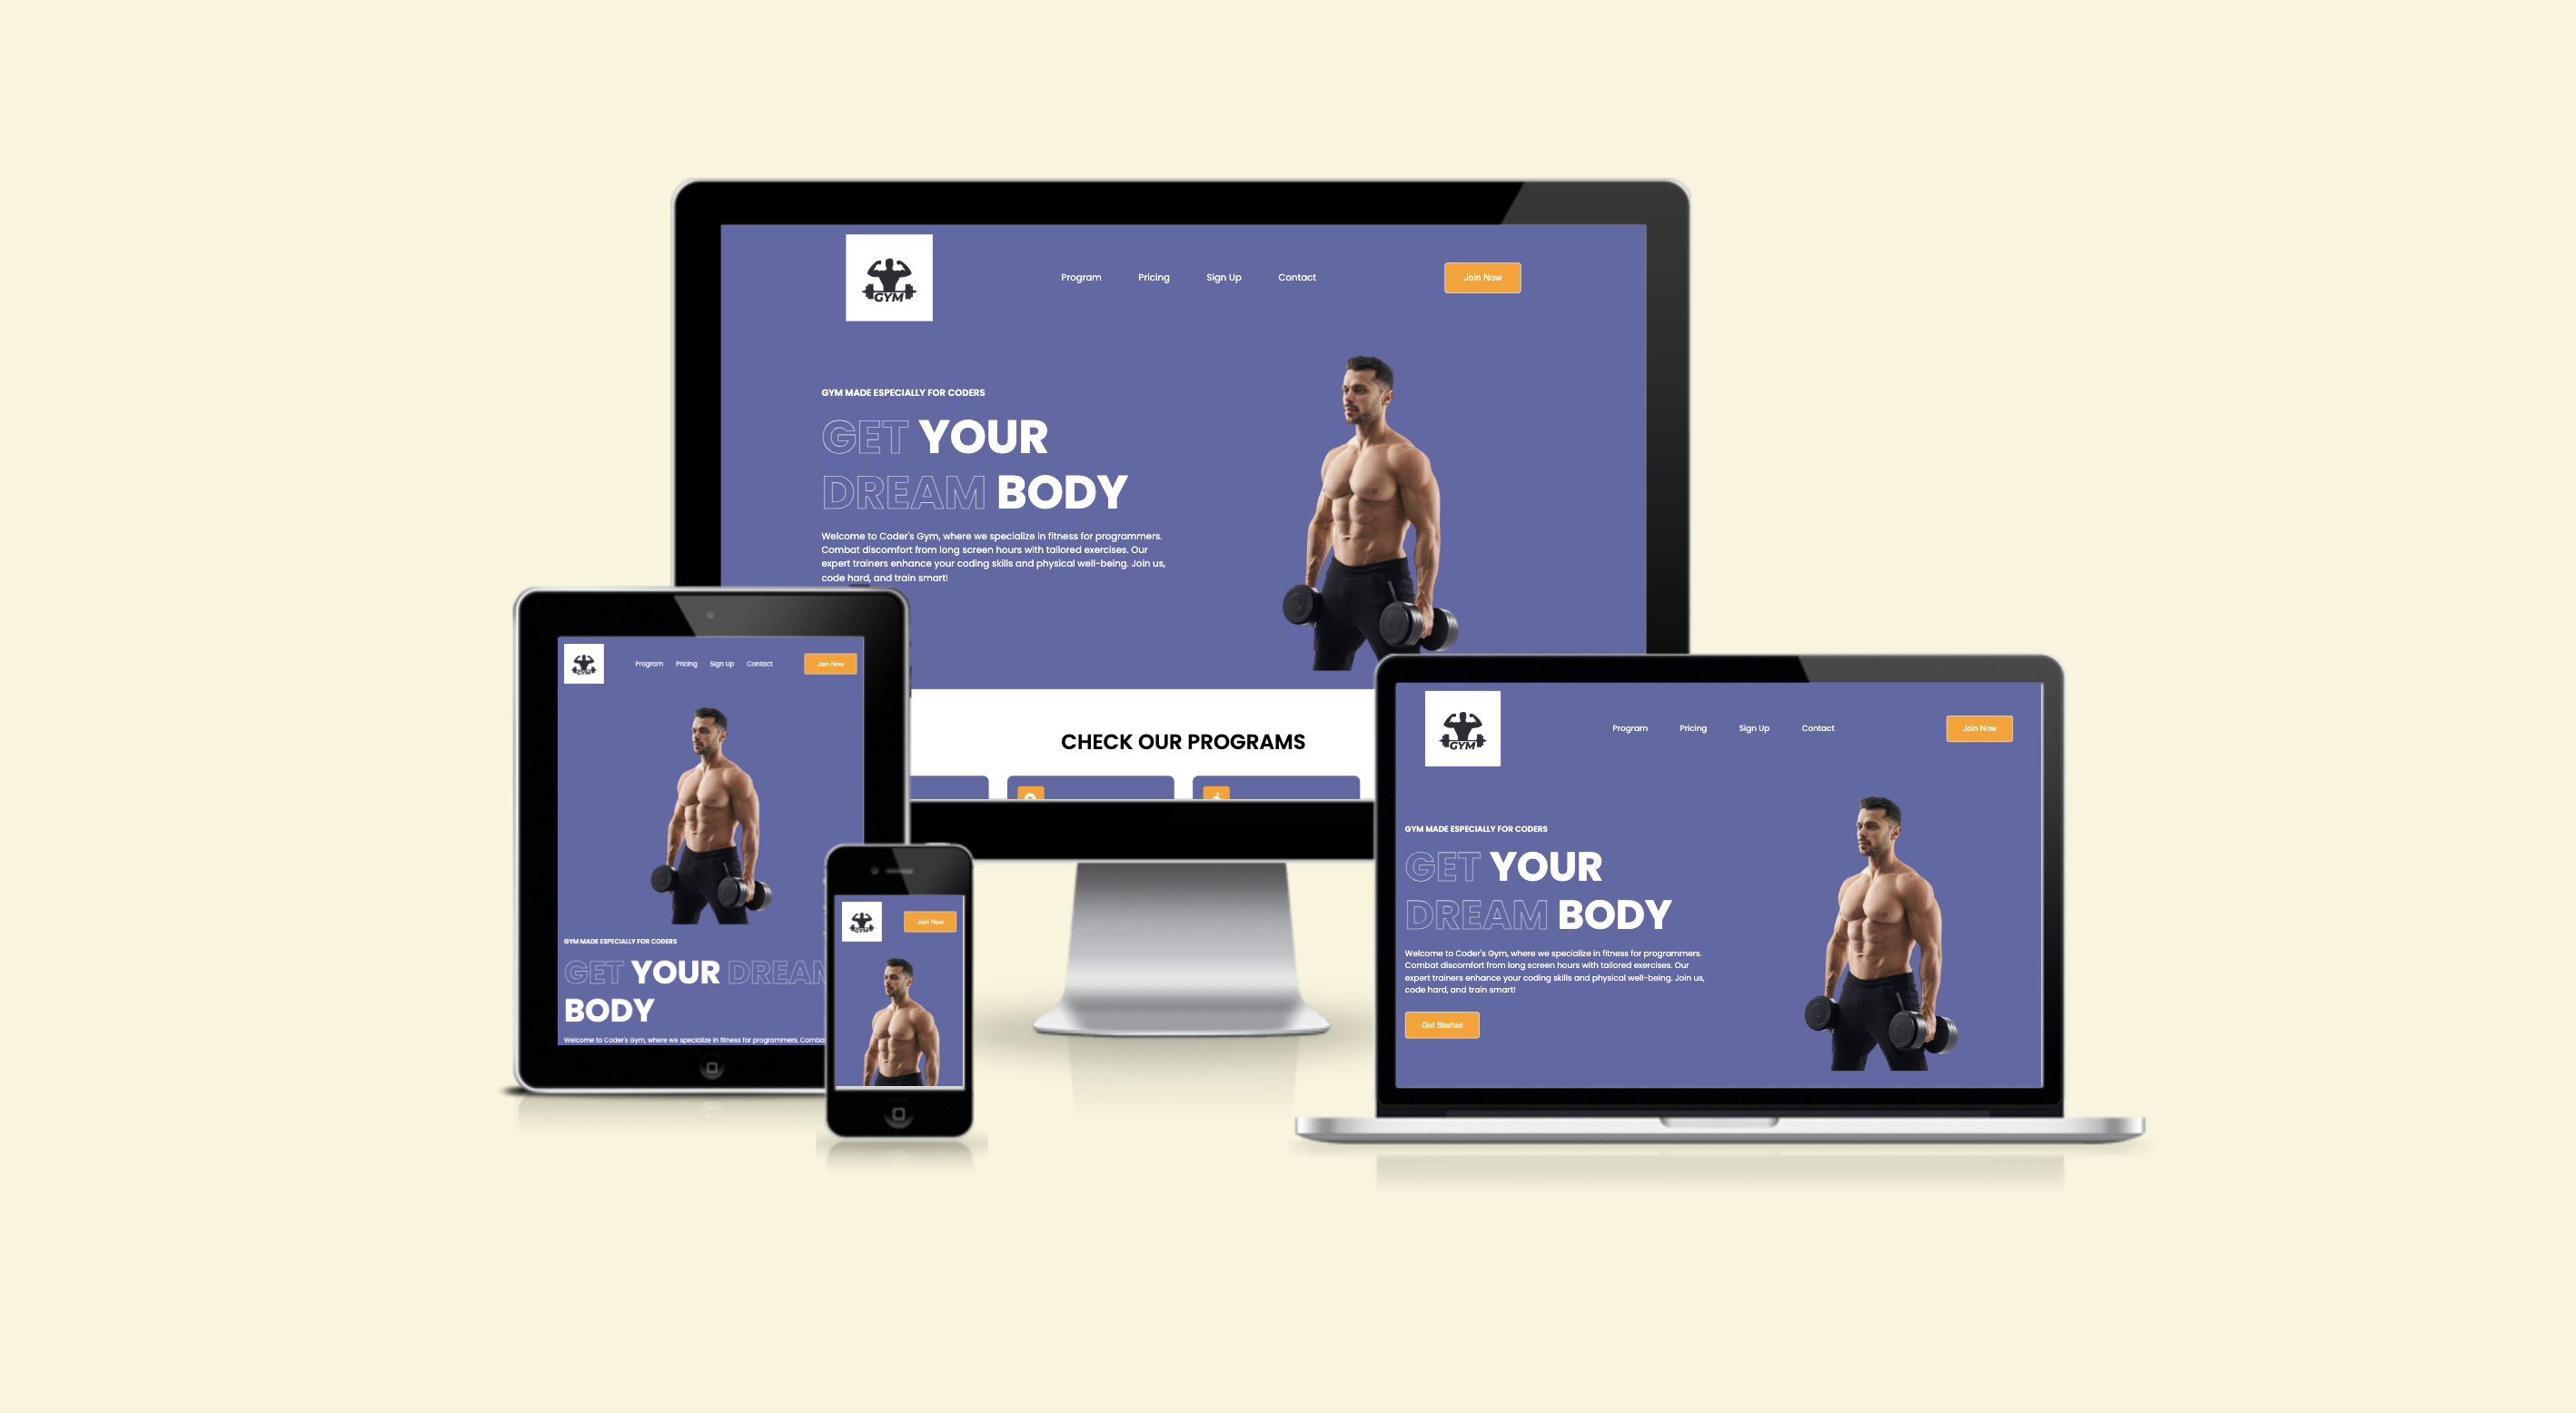 GYM
Program
Pricing
Sign Up
Contact
Join Now
GYM MADE ESPECIALLY FOR CODERS
GET YOUR
DREAM BODY
Welcome to Coder's Gym, where we specialize in fitness for programmers.
Combat discomfort from long screen hours with tailored exercises. Our
expert trainers enhance your coding skills and physical well-being. Join us,
code hard, and train smart!
CHECK OUR PROGRAMS
GYM
Program
Pricing
Sign Up
Contact
Join Now
GYM MADE ESPECIALLY FOR CODERS
GET YOUR DREAM
BODY
Welcome to Coder's Gym, where we specialize in fitness for programmers.
GYM
Join Now
GYM
Program
Pricing
Sign Up
Contact
Join Now
GYM MADE ESPECIALLY FOR CODERS
GET YOUR
DREAM BODY
Welcome to Coder's Gym, where we specialize in fitness for programmers.
Combat discomfort from long screen hours with tailored exercises. Our
expert trainers enhance your coding skills and physical well-being. Join us,
code hard, and train smart!
Get Started